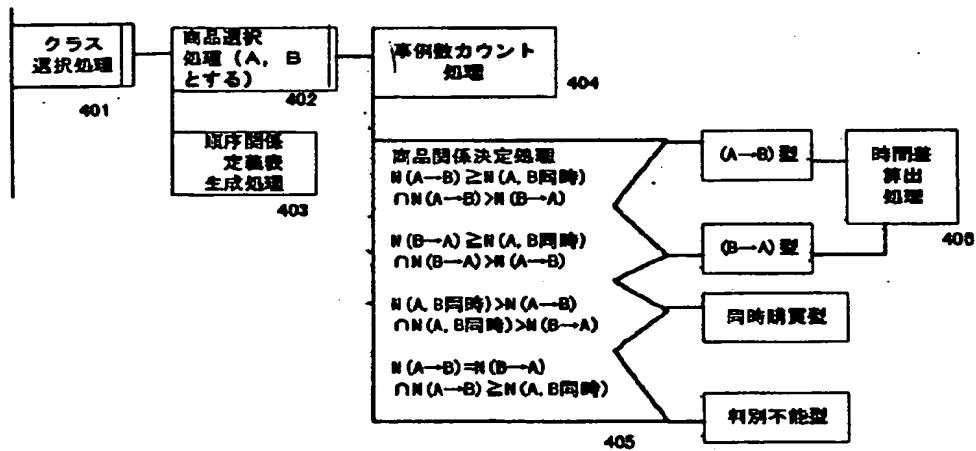 クラス
選択処理
401
商品選択
処理（A, B
とする）
402
順序関係
定義表
生成処理
403
事例数カウント
処理
404
商品関係決定処理
N(A→B)≧N(A,B同時)
∩N(A→B)>N(B→A)
N(B→A)≧N(A,B同時)
∩N(B→A)>N(A→B)
N(A,B同時)>N(A→B)
∩N(A,B同時)>N(B→A)
N(A→B)=N(B→A)
∩N(A→B)≧N(A,B同時)
405
(A→B)型
(B→A)型
同時購買型
判別不能型
時間差
算出
処理
406